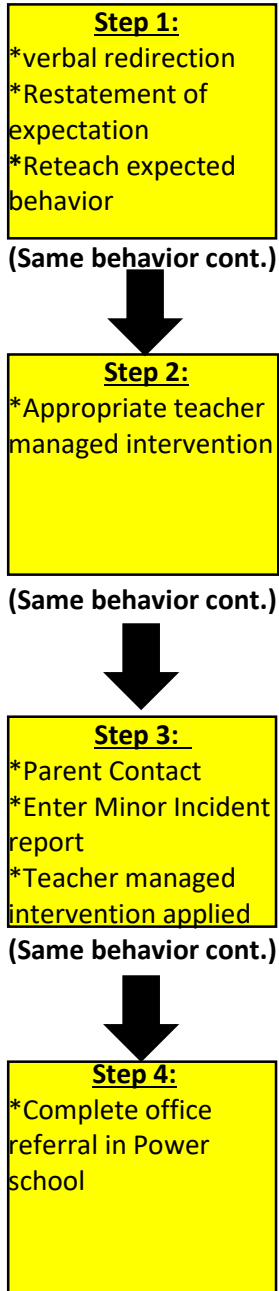 Step 1:
*verbal redirection
*Restatement of
expectation
*Reteach expected
behavior
(Same behavior cont.)
Step 2:
*Appropriate teacher
managed intervention
(Same behavior cont.)
Step 3:
*Parent Contact
*Enter Minor Incident
report
*Teacher managed
intervention applied
(Same behavior cont.)
Step 4:
*Complete office
referral in Power
school